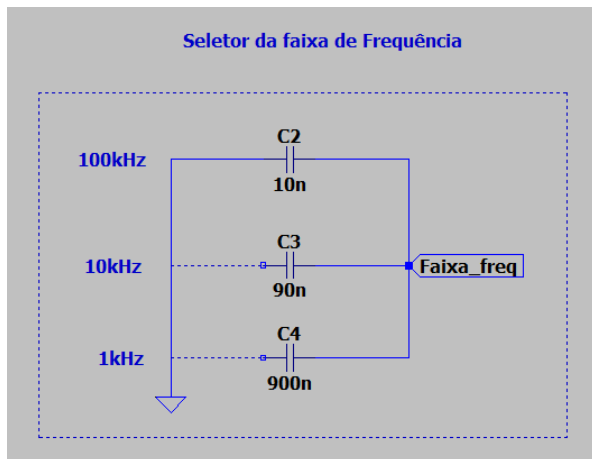 Seletor da faixa de Frequência
C2
100kHz
10n
C3
10kHz
Faixa_freq
90n
C4
1kHz
900n